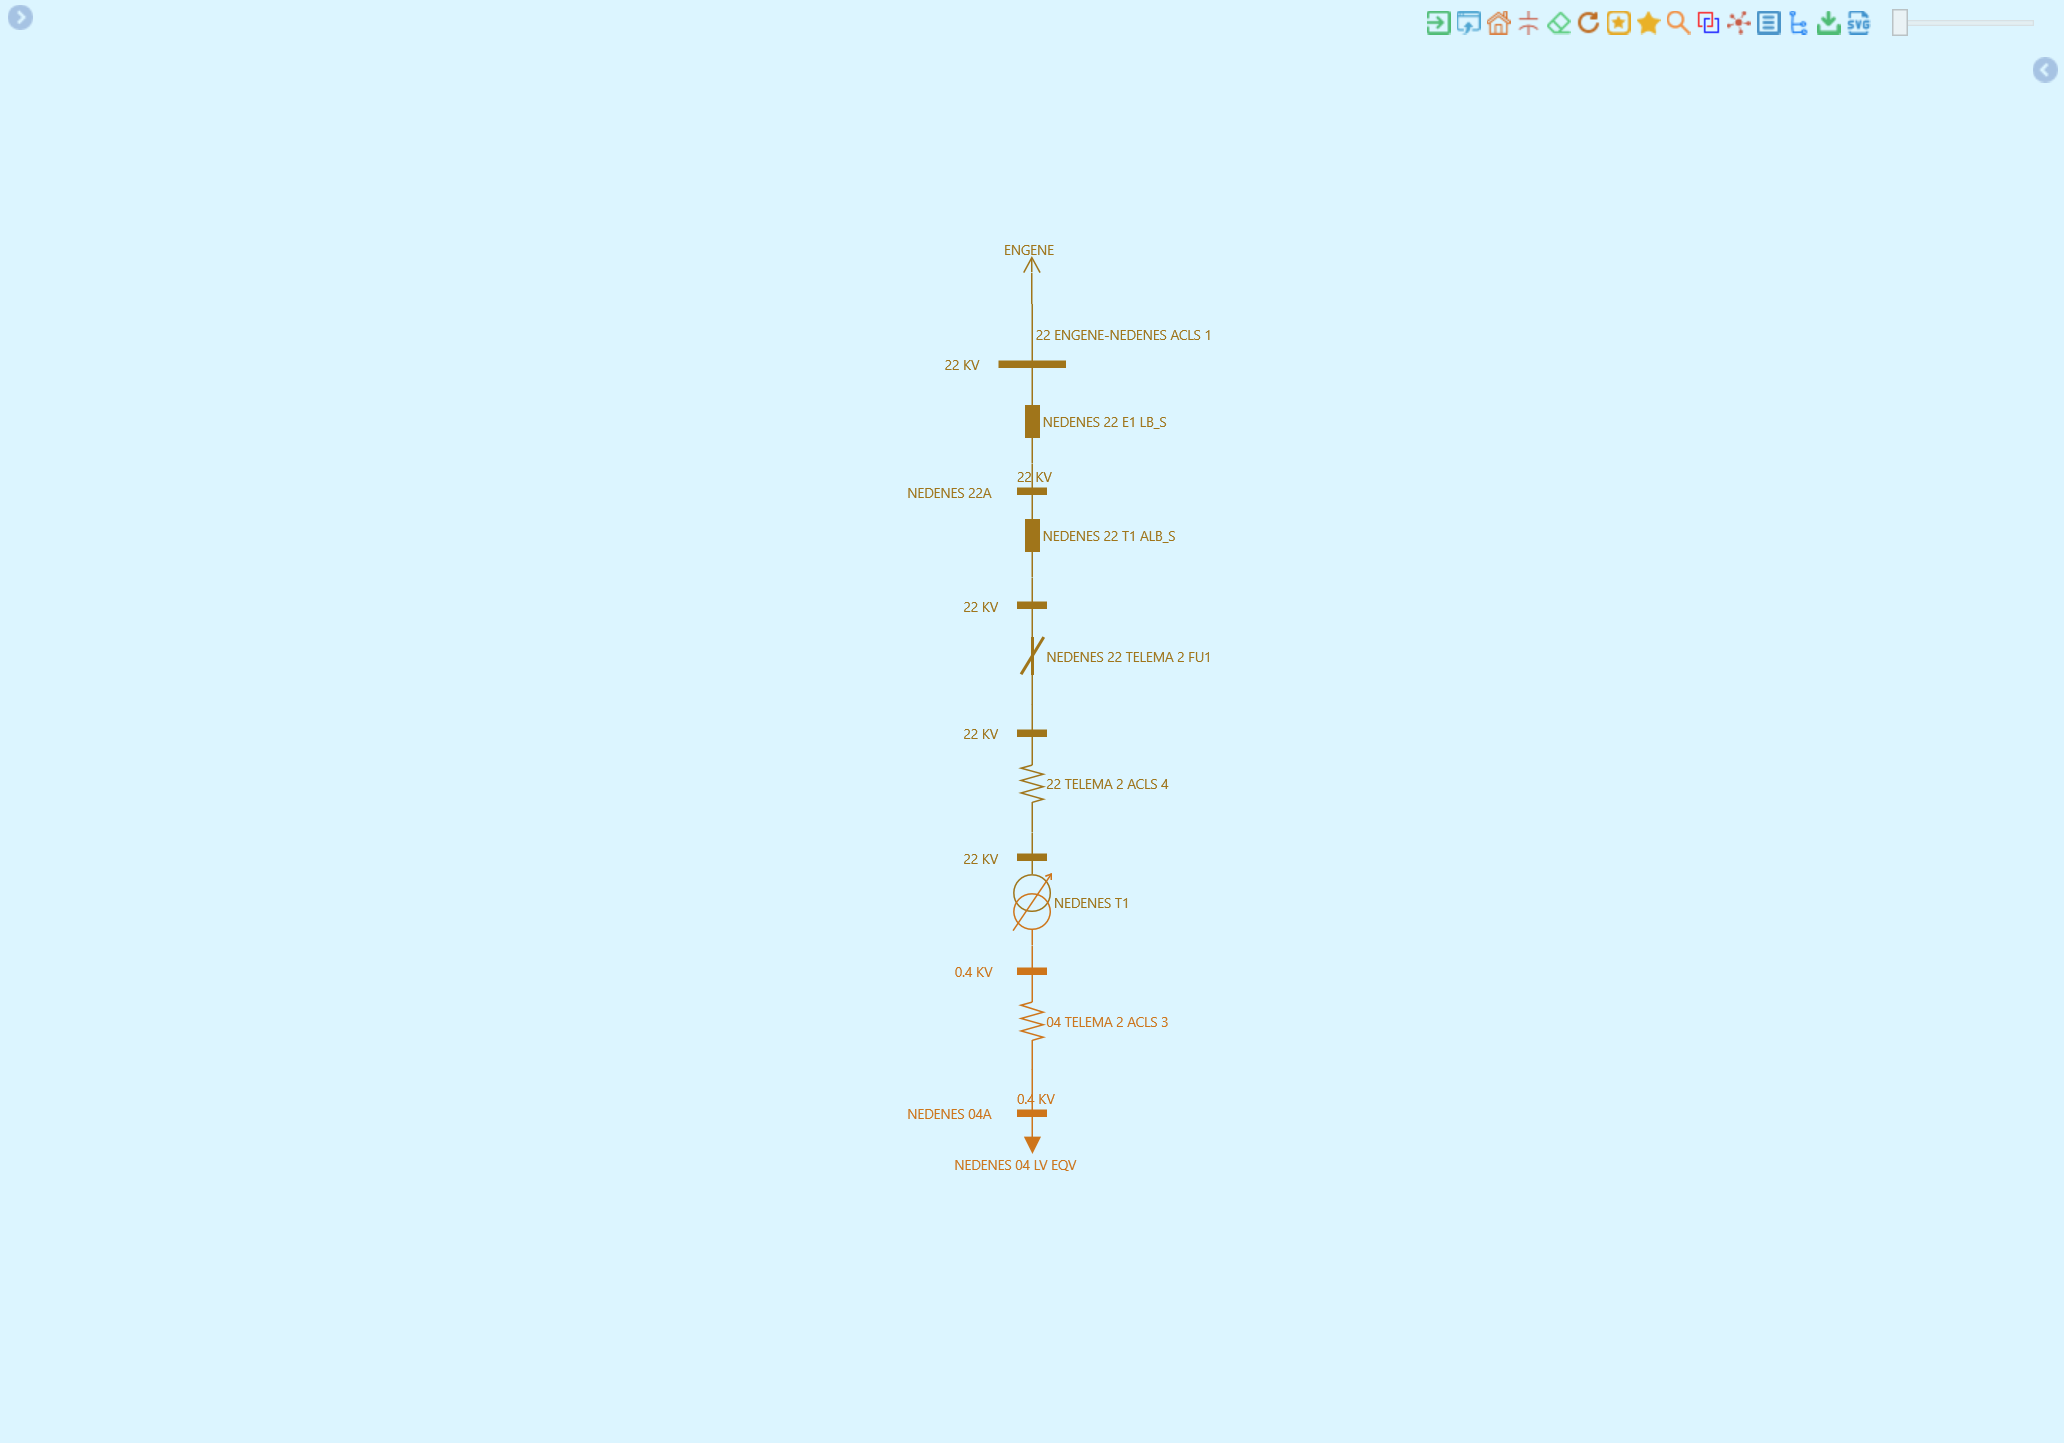 SVG
ENGENE
22 ENGENE-NEDENES ACLS 1
22 KV
NEDENES 22 E1 LB_S
22 KV
NEDENES 22A
NEDENES 22 T1 ALB_S
22 KV
NEDENES 22 TELEMA 2 FU1
22 KV
22 TELEMA 2 ACLS 4
22 KV
NEDENES T1
0.4 KV
04 TELEMA 2 ACLS 3
0.4 KV
NEDENES 04A
NEDENES 04 LV EQV